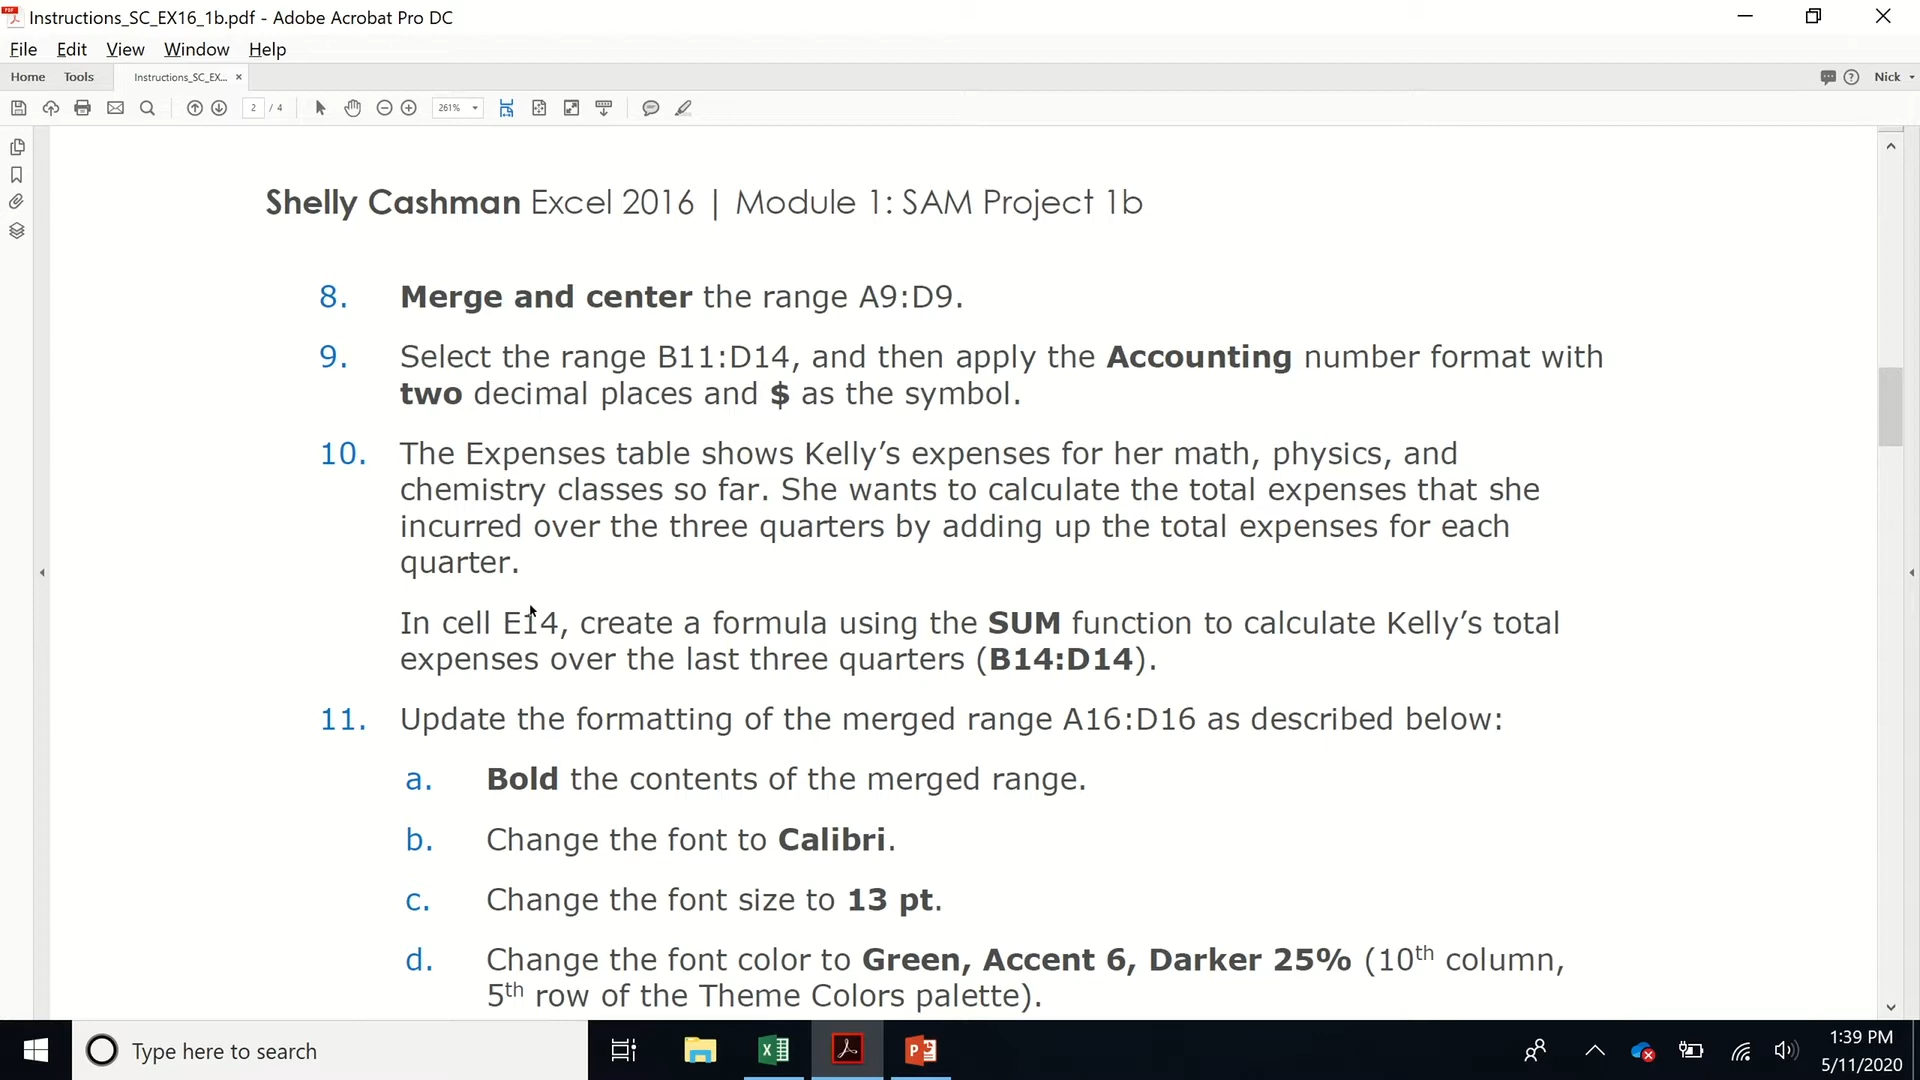 Instructions_SC_EX16_1b.pdf - Adobe Acrobat Pro DC
File Edit View Window Help
Home Tools Instructions_SC_EX... × Nick
2 / 4 261%
Shelly Cashman Excel 2016 | Module 1: SAM Project 1b
8. Merge and center the range A9:D9.
9. Select the range B11:D14, and then apply the Accounting number format with
two decimal places and $ as the symbol.
10. The Expenses table shows Kelly’s expenses for her math, physics, and
chemistry classes so far. She wants to calculate the total expenses that she
incurred over the three quarters by adding up the total expenses for each
quarter.
In cell E14, create a formula using the SUM function to calculate Kelly’s total
expenses over the last three quarters (B14:D14).
11. Update the formatting of the merged range A16:D16 as described below:
a. Bold the contents of the merged range.
b. Change the font to Calibri.
c. Change the font size to 13 pt.
d. Change the font color to Green, Accent 6, Darker 25% (10th column,
5th row of the Theme Colors palette).
Type here to search
1:39 PM
5/11/2020